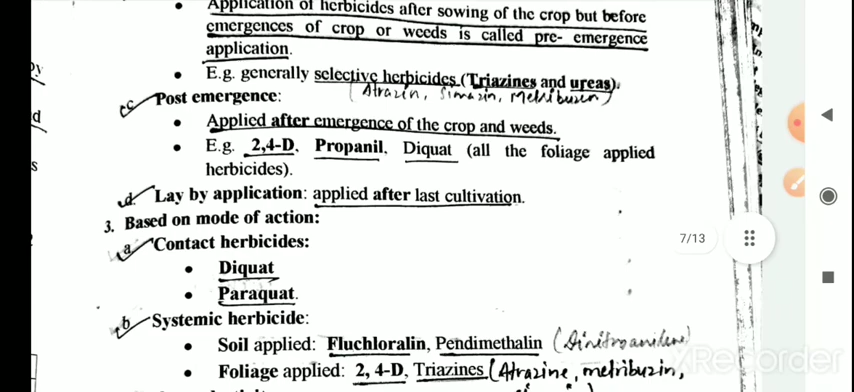 Application of herbicides after sowing of the crop but before
emergences of crop or weeds is called pre- emergence
application.
E.g. generally selective herbicides (Triazines and ureas).
(Atrazin, Simazin, Metribuzin)
c Post emergence:
Applied after emergence of the crop and weeds.
E.g. 2,4-D, Propanil, Diquat (all the foliage applied
herbicides).
d Lay by application: applied after last cultivation.
3. Based on mode of action:
a Contact herbicides:
Diquat
Paraquat.
b Systemic herbicide:
Soil applied: Fluchloralin, Pendimethalin (Dinitroaniline)
Foliage applied: 2, 4-D, Triazines (Atrazine, metribuzin,
7/13
XRecorder